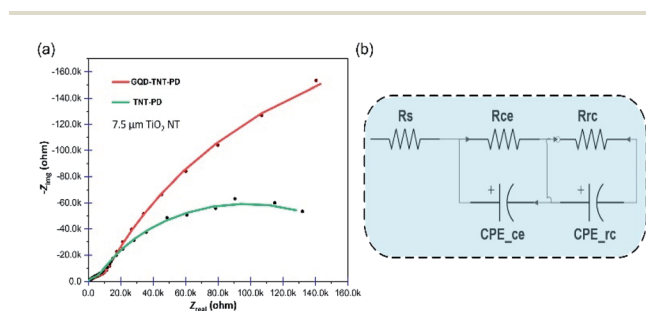 (a)
(b)
-160.0k
-140.0k
-120.0k
-100.0k
-80.0k
-60.0k
-40.0k
-20.0k
0.0
-Zimg (ohm)
GQD-TNT-PD
TNT-PD
7.5 μm TiO2 NT
0.0 20.0k 40.0k 60.0k 80.0k 100.0k 120.0k 140.0k 160.0k
Zreal (ohm)
Rs Rce Rrc
+ +
CPE_ce CPE_rc